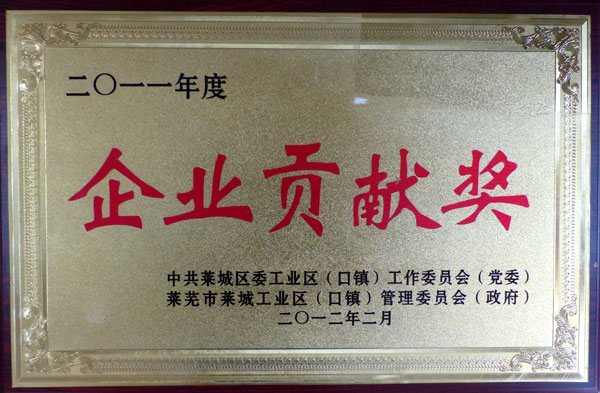 二〇一一年度
企业贡献奖
中共莱城区委工业区（口镇）工作委员会（党委）
莱芜市莱城工业区（口镇）管理委员会（政府）
二〇一二年二月